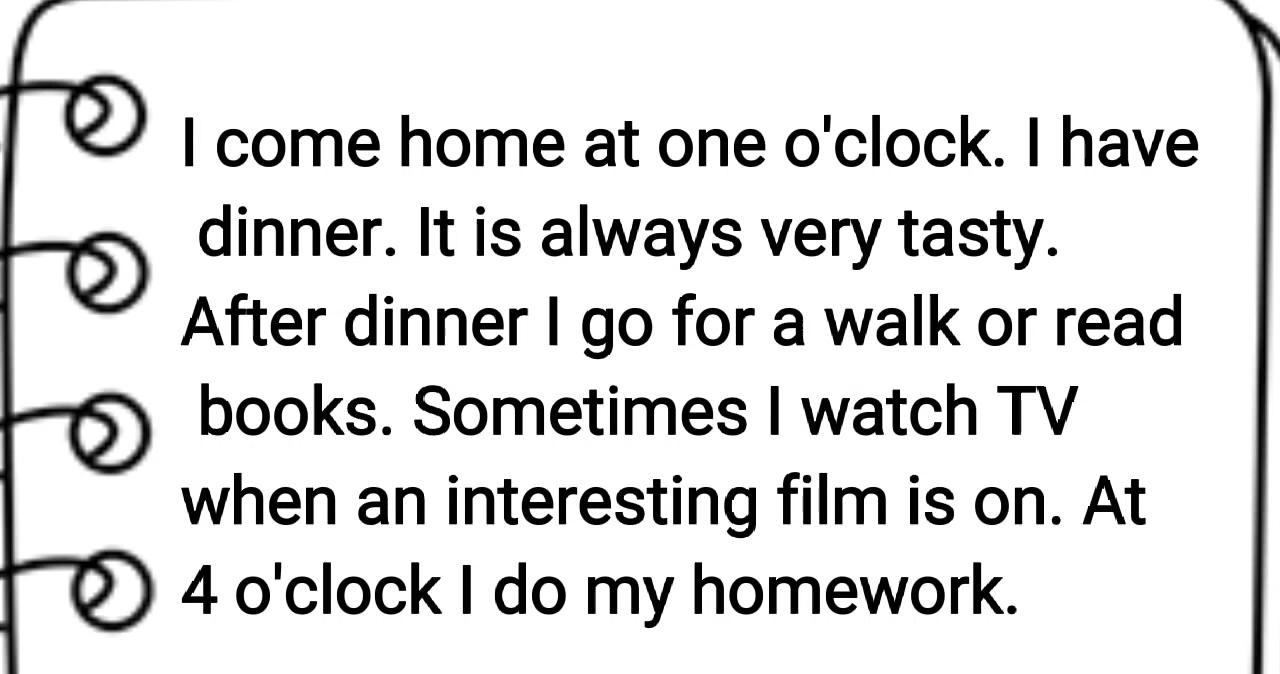 I come home at one o'clock. I have
dinner. It is always very tasty.
After dinner I go for a walk or read
books. Sometimes I watch TV
when an interesting film is on. At
4 o'clock I do my homework.